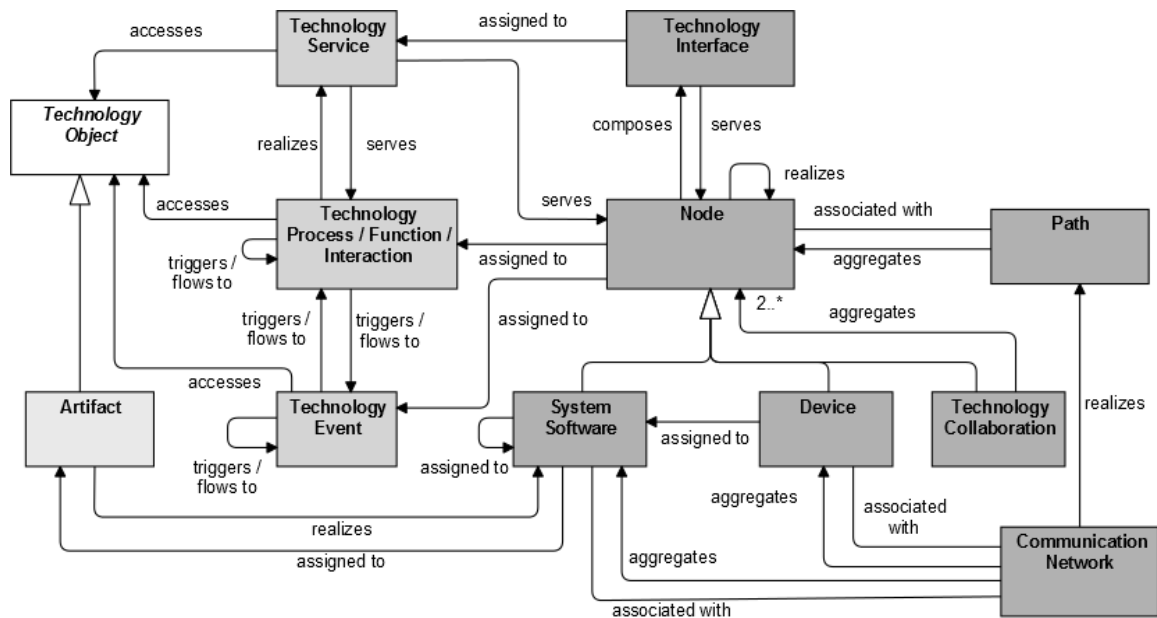 accesses
Technology
Service
assigned to
Technology
Interface
Technology
Object
realizes
serves
composes
serves
realizes
accesses
Technology
Process / Function /
Interaction
serves
Node
associated with
Path
triggers /
flows to
assigned to
aggregates
2..*
triggers /
flows to
triggers /
flows to
assigned to
aggregates
accesses
Artifact
Technology
Event
System
Software
Device
Technology
Collaboration
realizes
assigned to
triggers /
flows to
assigned to
aggregates
associated
with
realizes
assigned to
aggregates
Communication
Network
associated with